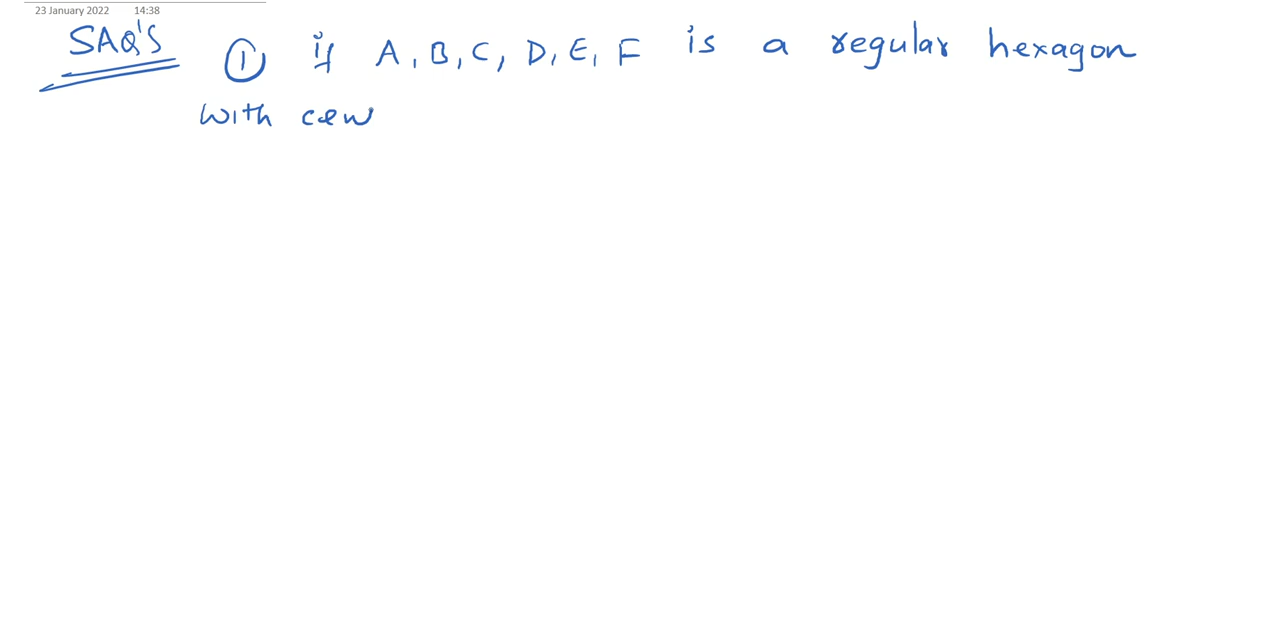 23 January 2022 14:38
SAQ'S ① if A, B, C, D, E, F is a regular hexagon
with cen